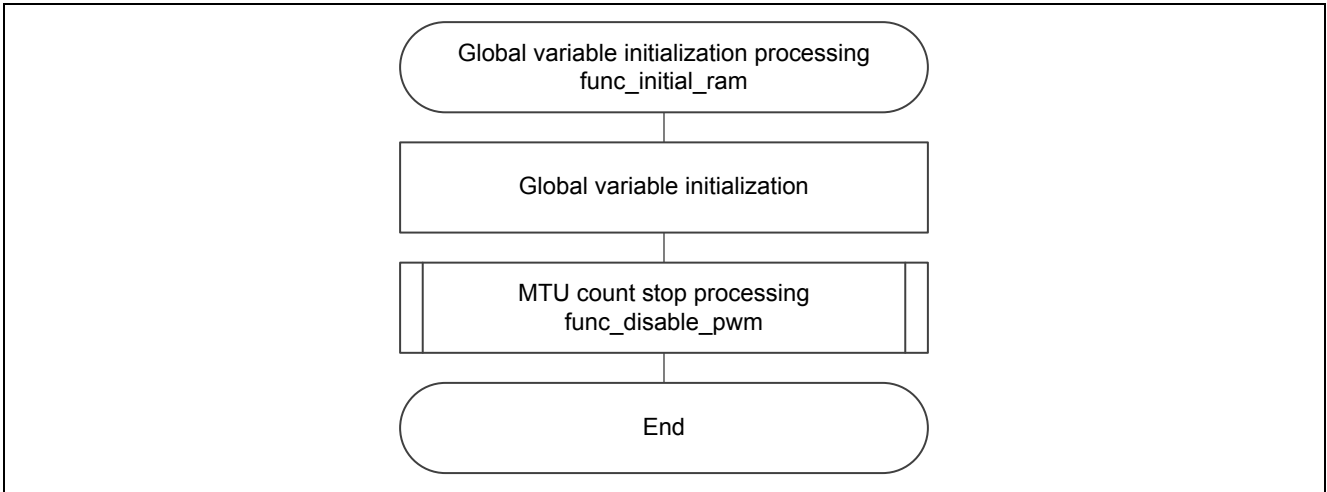 Global variable initialization processing
func_initial_ram
Global variable initialization
MTU count stop processing
func_disable_pwm
End